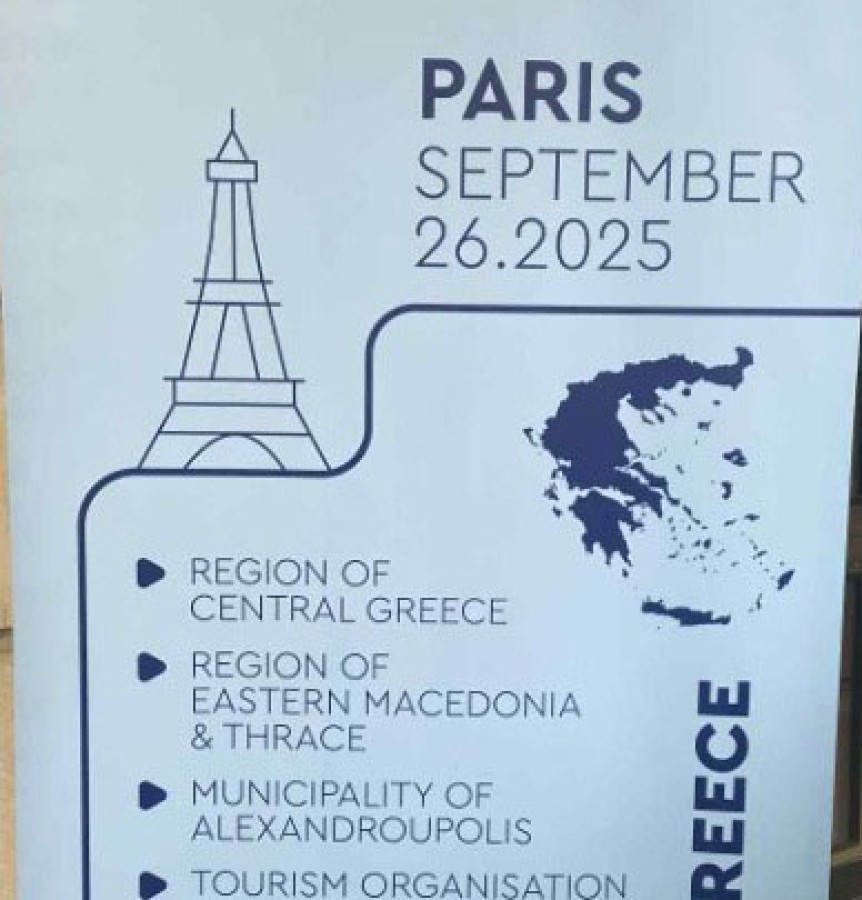 PARIS
SEPTEMBER
26.2025
REGION OF
CENTRAL GREECE
REGION OF
EASTERN MACEDONIA
& THRACE
MUNICIPALITY OF
ALEXANDROUPOLIS
TOURISM ORGANISATION
REECE